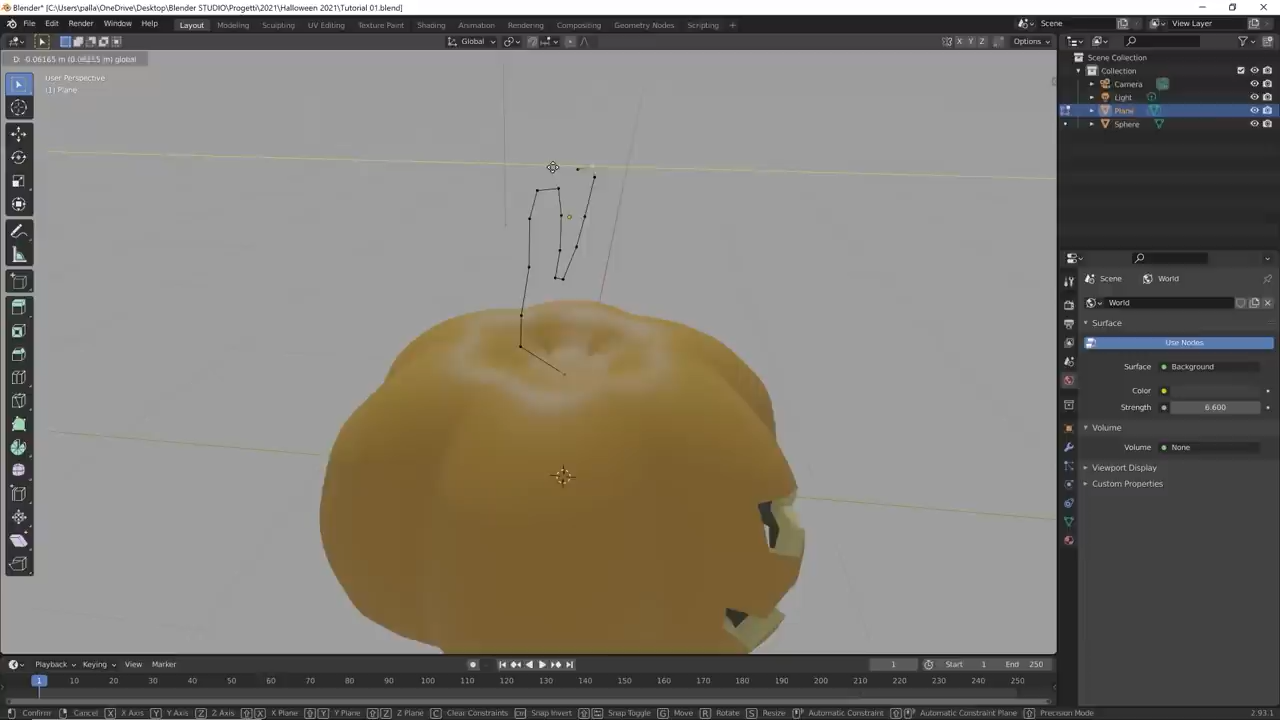 Blender* [C:\Users\palla\OneDrive\Desktop\Blender STUDIO\Progetti\2021\Halloween 2021\Tutorial 01.blend]
File Edit Render Window Help Layout Modeling Sculpting UV Editing Texture Paint Shading Animation Rendering Compositing Geometry Nodes Scripting Scene View Layer
Global X Y Z Options
D: -0.06165 m (0.06165 m) global
User Perspective
(1) Plane
Scene Collection
Collection
Camera
Light
Plane
Sphere
Scene World
World
Surface
Use Nodes
Surface Background
Color
Strength 6.600
Volume
Volume None
Viewport Display
Custom Properties
Playback Keying View Marker 1 Start 1 End 250
1 10 20 30 40 50 60 70 80 90 100 110 120 130 140 150 160 170 180 190 200 210 220 230 240 250
Confirm Cancel X X Axis Y Y Axis Z Z Axis X X Plane Y Y Plane Z Z Plane C Clear Constraints Snap Invert Snap Toggle G Move R Rotate S Resize Automatic Constraint Automatic Constraint Plane Precision Mode 2.93.1